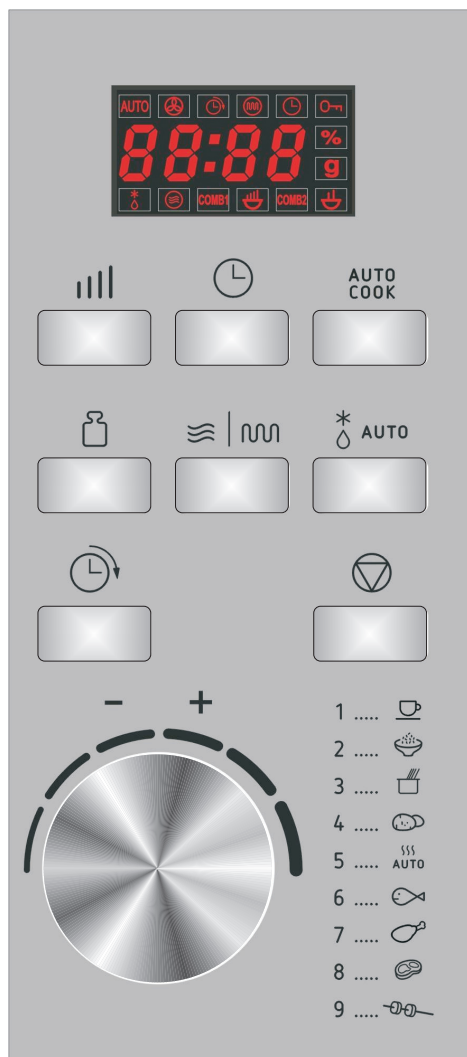 AUTO
88:88 %
g
COMB1 COMB2
AUTO
COOK
AUTO
- +
1 .....
2 .....
3 .....
4 .....
5 ..... AUTO
6 .....
7 .....
8 .....
9 .....